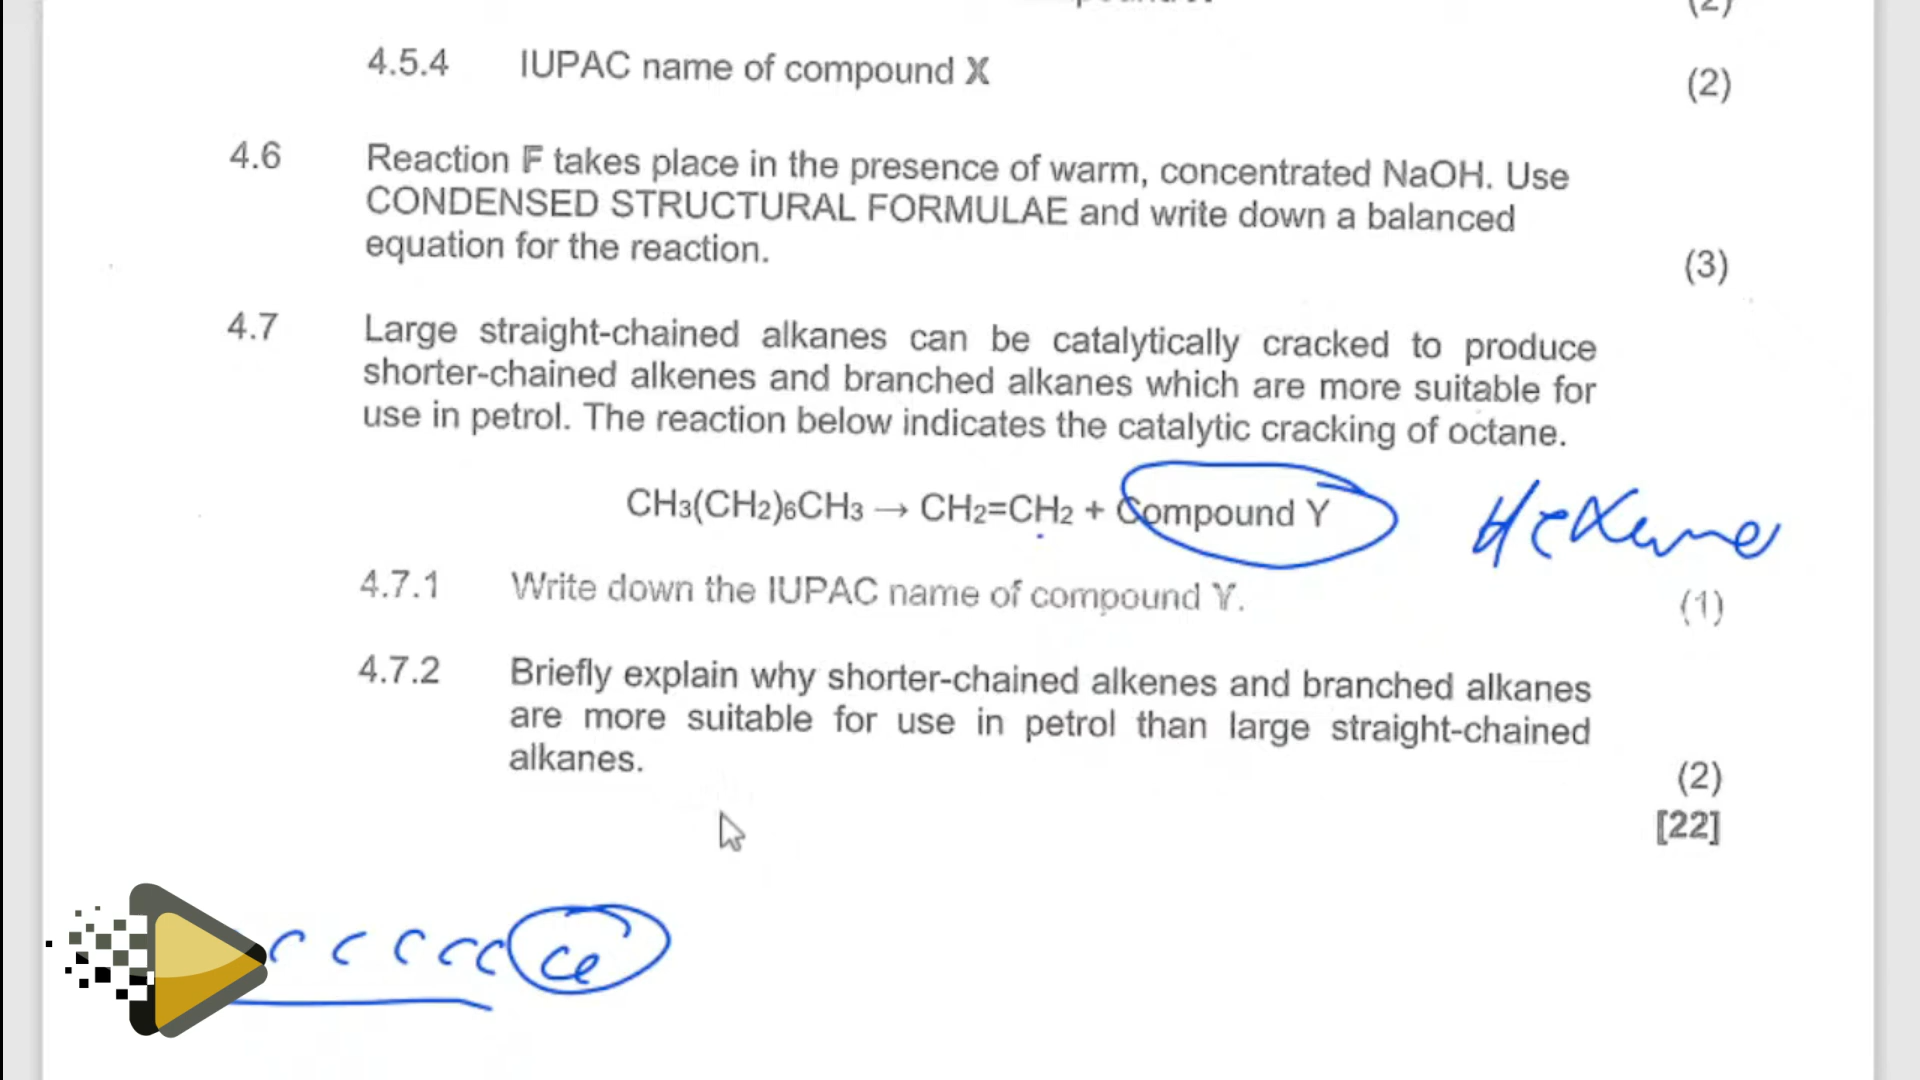 (2)
4.5.4 IUPAC name of compound X
(2)
4.6 Reaction F takes place in the presence of warm, concentrated NaOH. Use
CONDENSED STRUCTURAL FORMULAE and write down a balanced
equation for the reaction.
(3)
4.7 Large straight-chained alkanes can be catalytically cracked to produce
shorter-chained alkenes and branched alkanes which are more suitable for
use in petrol. The reaction below indicates the catalytic cracking of octane.
CH₃(CH₂)₆CH₃ → CH₂=CH₂ + Compound Y
4.7.1 Write down the IUPAC name of compound Y.
(1)
4.7.2 Briefly explain why shorter-chained alkenes and branched alkanes
are more suitable for use in petrol than large straight-chained
alkanes.
(2)
[22]
c c c c c